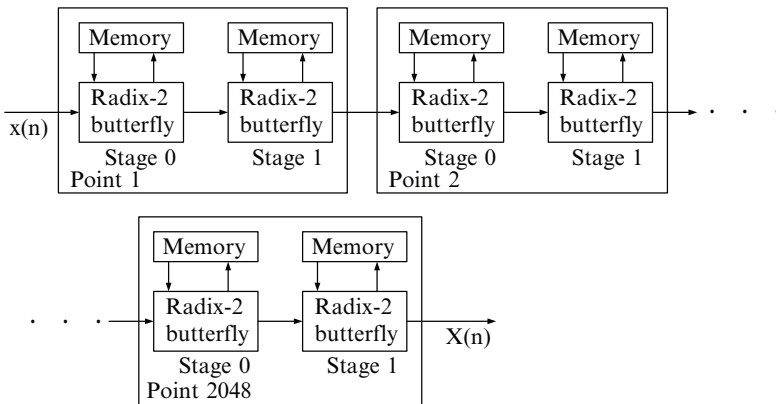 Memory Memory Memory Memory
Radix-2 Radix-2 Radix-2 Radix-2
butterfly butterfly butterfly butterfly
x(n)
Stage 0 Stage 1 Stage 0 Stage 1
Point 1 Point 2
Memory Memory
Radix-2 Radix-2
butterfly butterfly
X(n)
Stage 0 Stage 1
Point 2048